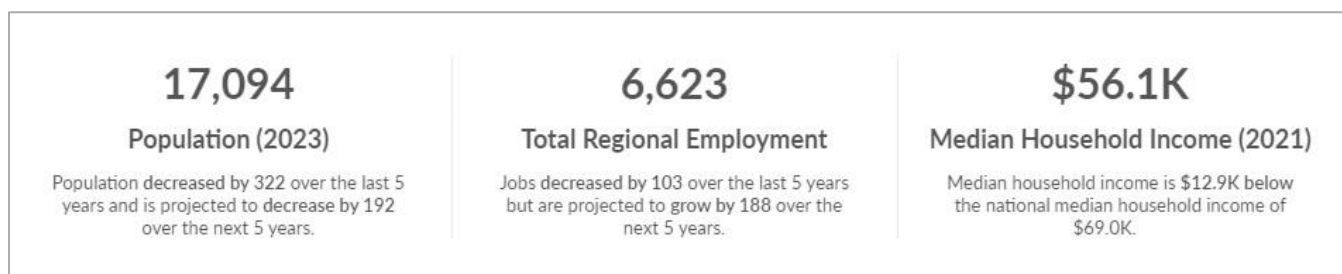 17,094
Population (2023)
Population decreased by 322 over the last 5
years and is projected to decrease by 192
over the next 5 years.
6,623
Total Regional Employment
Jobs decreased by 103 over the last 5 years
but are projected to grow by 188 over the
next 5 years.
$56.1K
Median Household Income (2021)
Median household income is $12.9K below
the national median household income of
$69.0K.